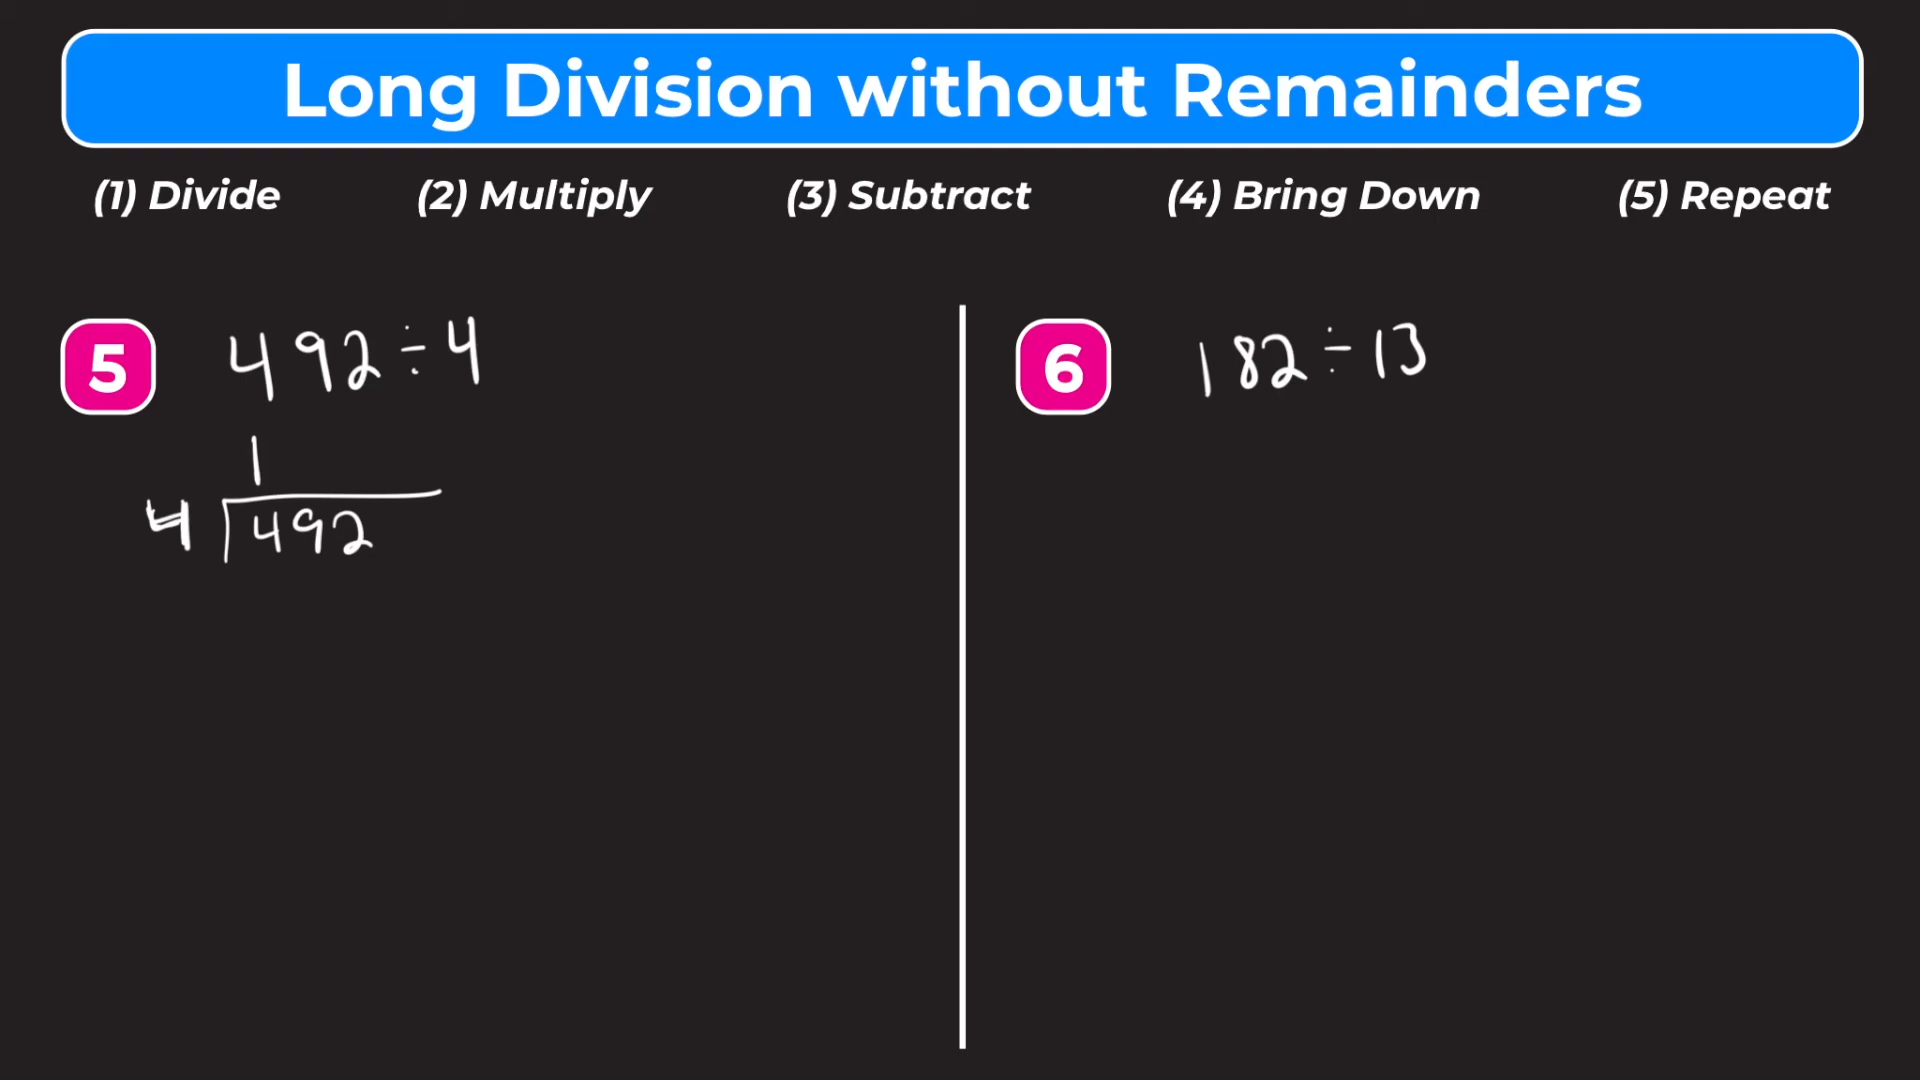 Long Division without Remainders
(1) Divide (2) Multiply (3) Subtract (4) Bring Down (5) Repeat
5 492 ÷ 4
1
4 492
6 182 ÷ 13